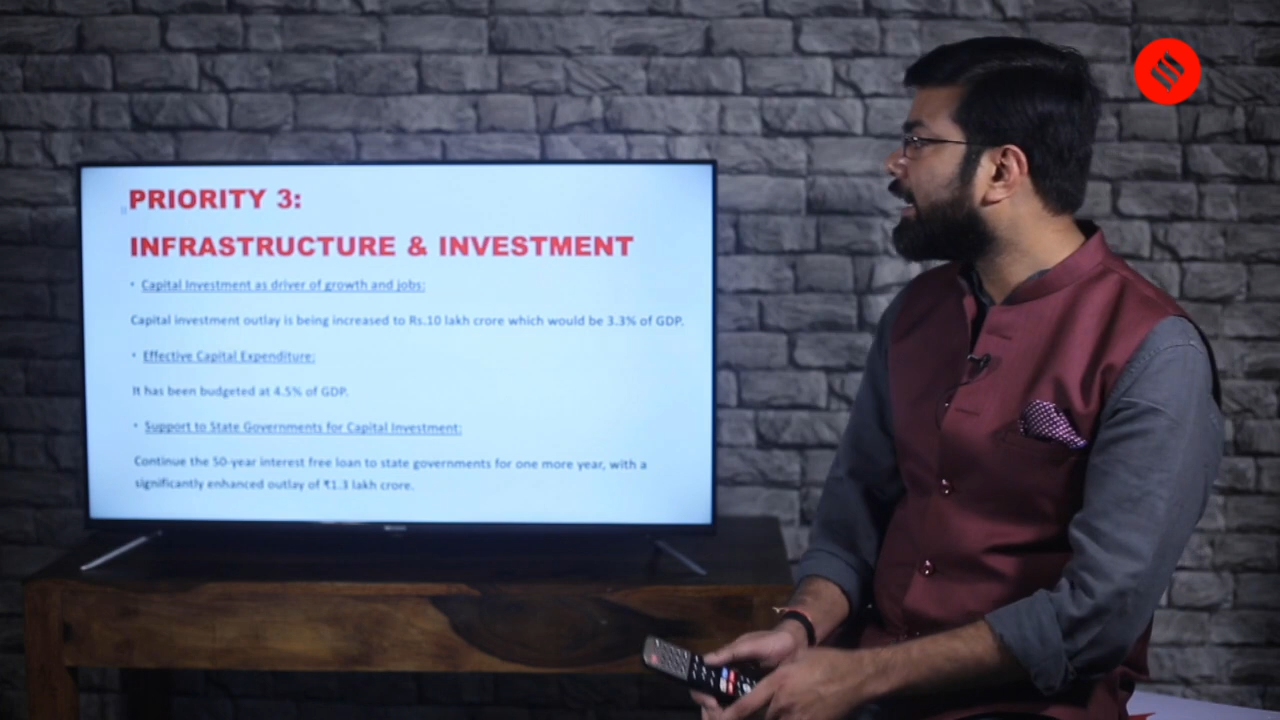 PRIORITY 3:
INFRASTRUCTURE & INVESTMENT
• Capital Investment as driver of growth and jobs:
Capital investment outlay is being increased to Rs.10 lakh crore which would be 3.3% of GDP.
• Effective Capital Expenditure:
It has been budgeted at 4.5% of GDP.
• Support to State Governments for Capital Investment:
Continue the 50-year interest free loan to state governments for one more year, with a
significantly enhanced outlay of ₹1.3 lakh crore.